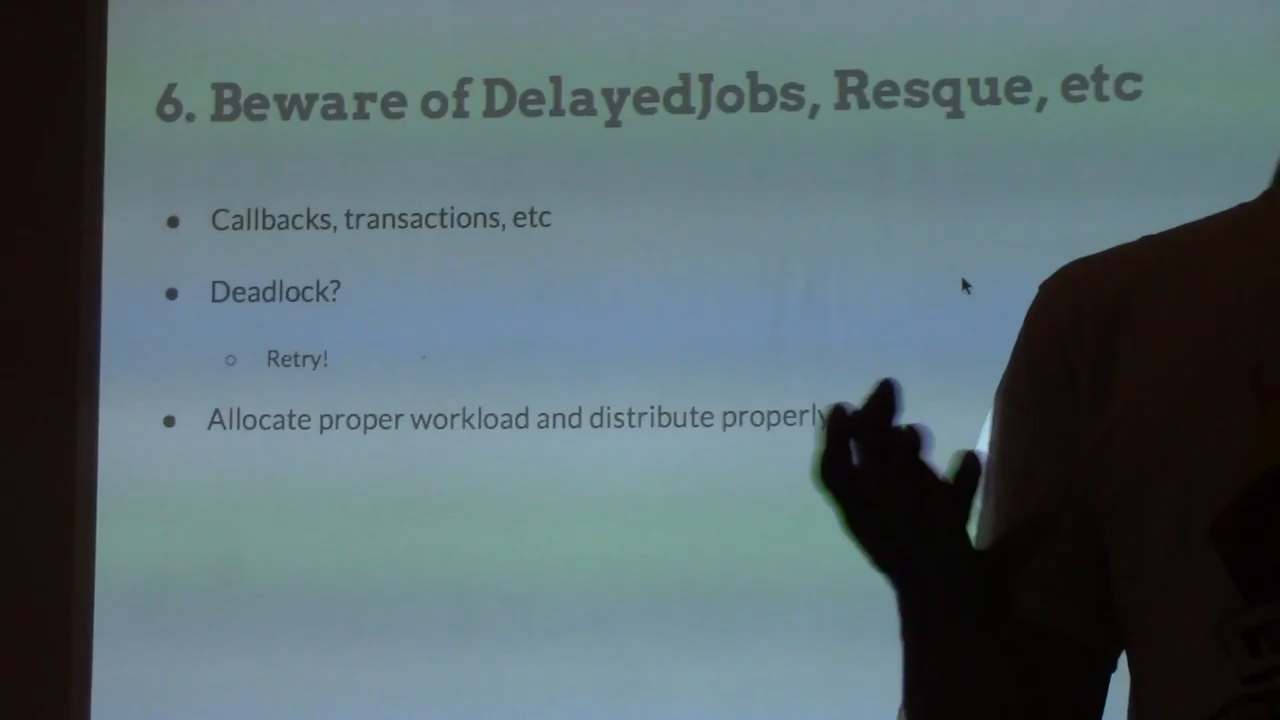 6. Beware of DelayedJobs, Resque, etc
● Callbacks, transactions, etc
● Deadlock?
○ Retry!
● Allocate proper workload and distribute properly